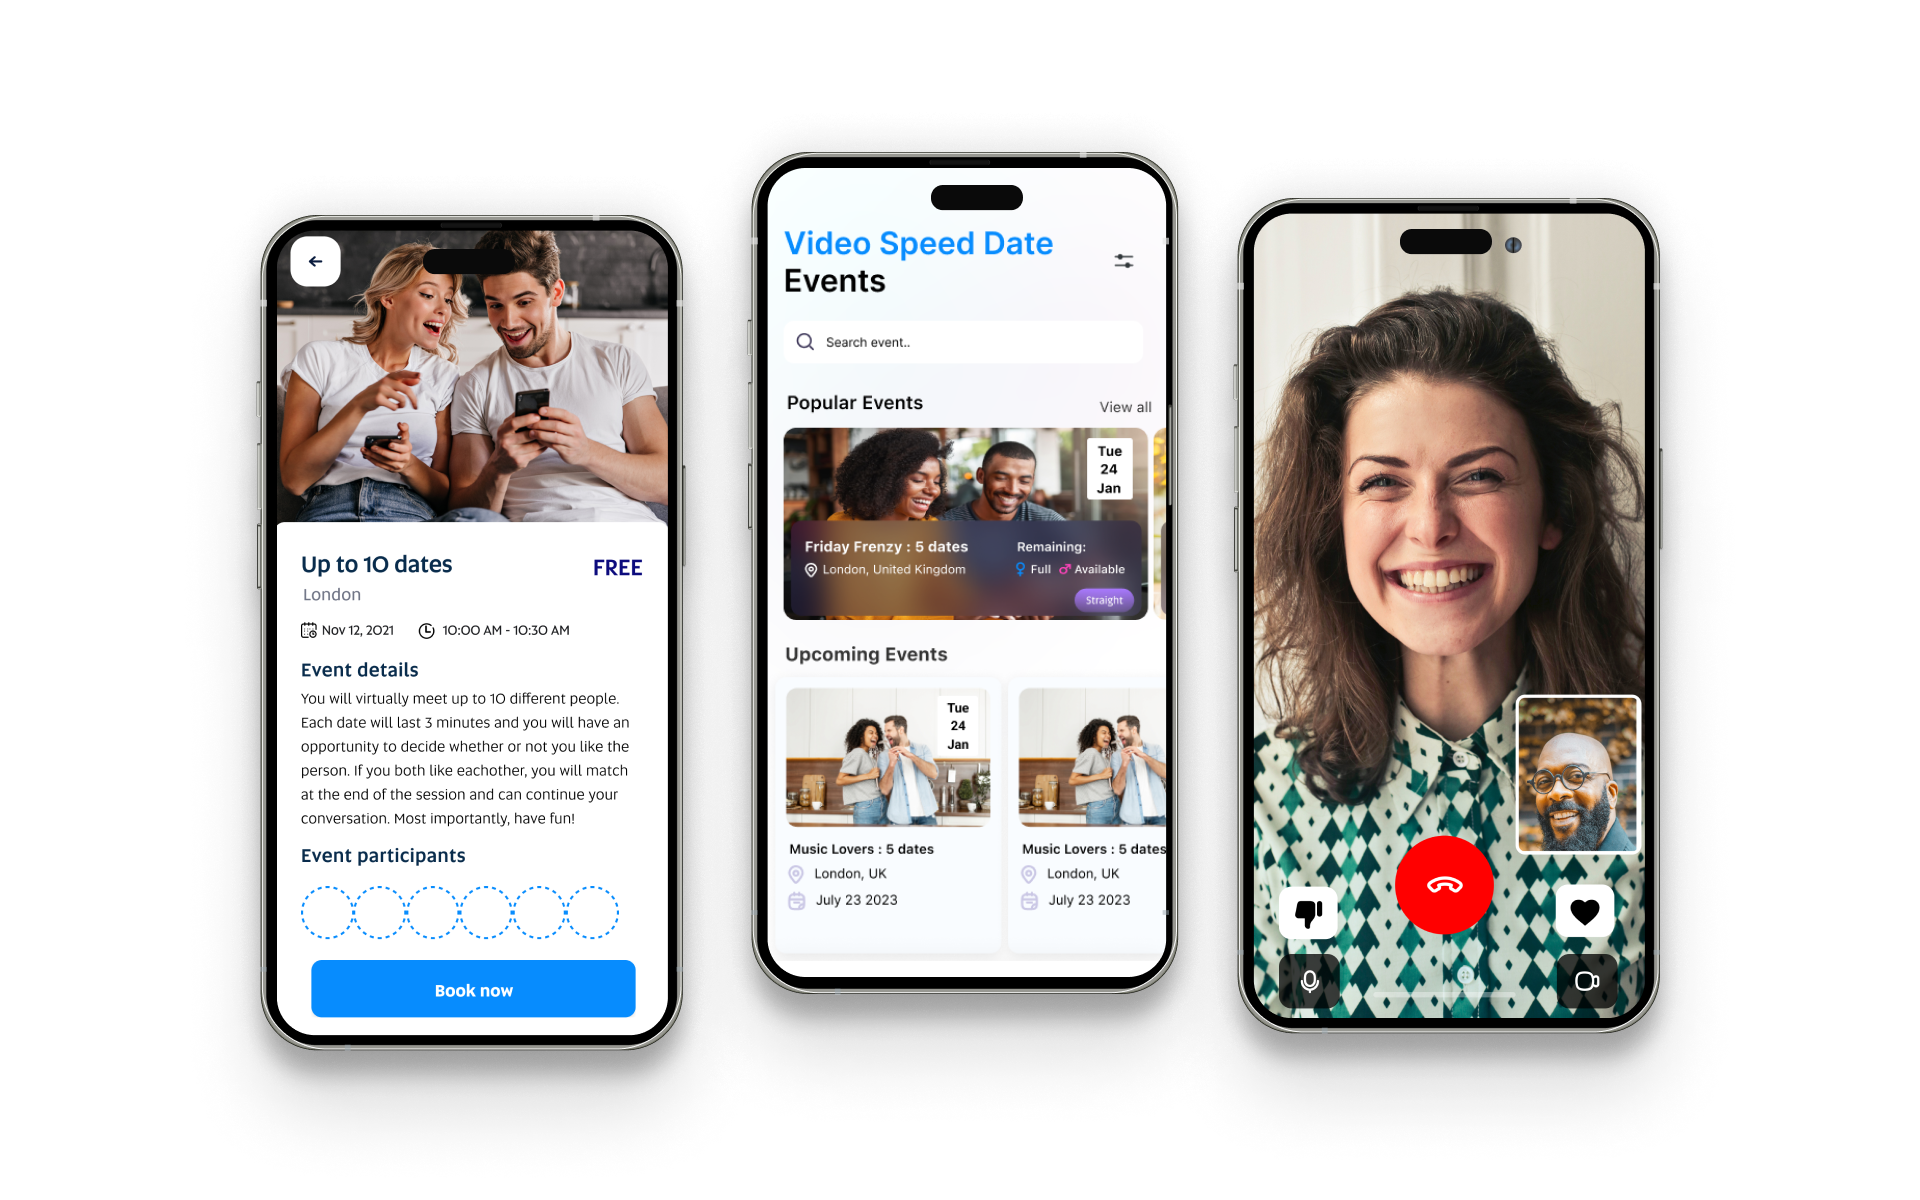 Up to 10 dates
FREE
London
Nov 12, 2021
10:00 AM - 10:30 AM
Event details
You will virtually meet up to 10 different people.
Each date will last 3 minutes and you will have an
opportunity to decide whether or not you like the
person. If you both like eachother, you will match
at the end of the session and can continue your
conversation. Most importantly, have fun!
Event participants
Book now
Video Speed Date
Events
Search event..
Popular Events
View all
Tue
24
Jan
Friday Frenzy : 5 dates
Remaining:
London, United Kingdom
Full
Available
Straight
Upcoming Events
Tue
24
Jan
Music Lovers : 5 dates
London, UK
July 23 2023
Music Lovers : 5 dates
London, UK
July 23 2023